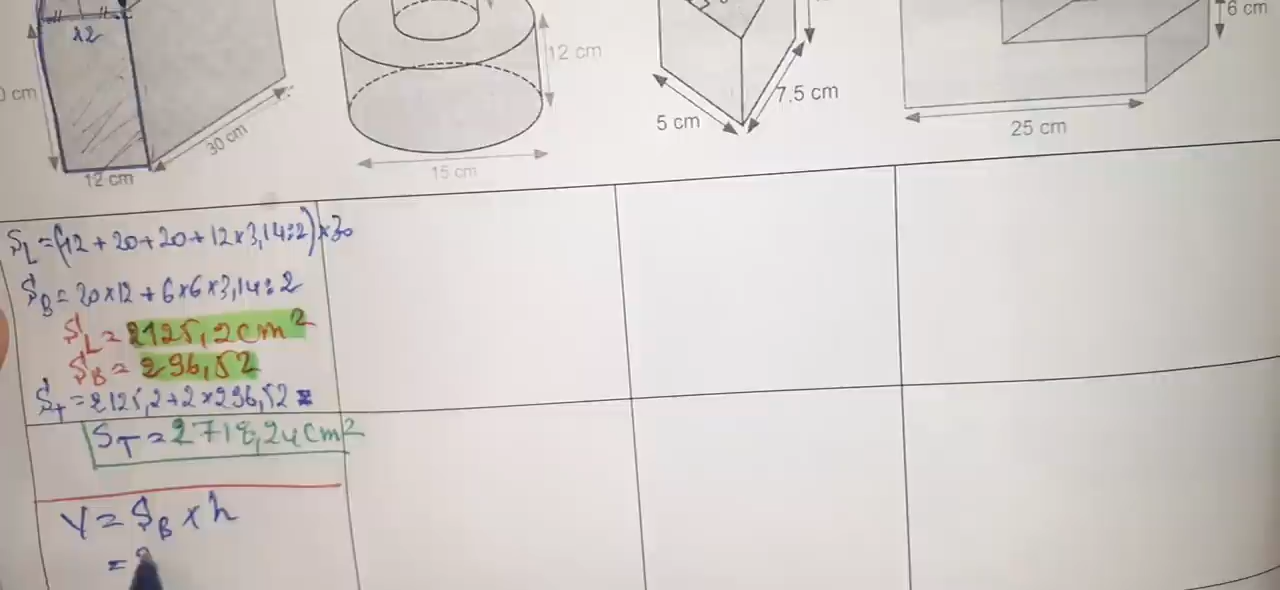 ×2
6 cm
12 cm
0 cm
7.5 cm
5 cm
25 cm
30 cm
15 cm
12 cm
S_L = (12 + 20 + 20 + 12 × 3,14 : 2) × 30
S_B = 20 × 12 + 6 × 6 × 3,14 : 2
S_L = 2125,2 cm²
S_B = 296,52
S_T = 2125,2 + 2 × 296,52 =
S_T = 2718,24 cm²
V = S_B × h
=